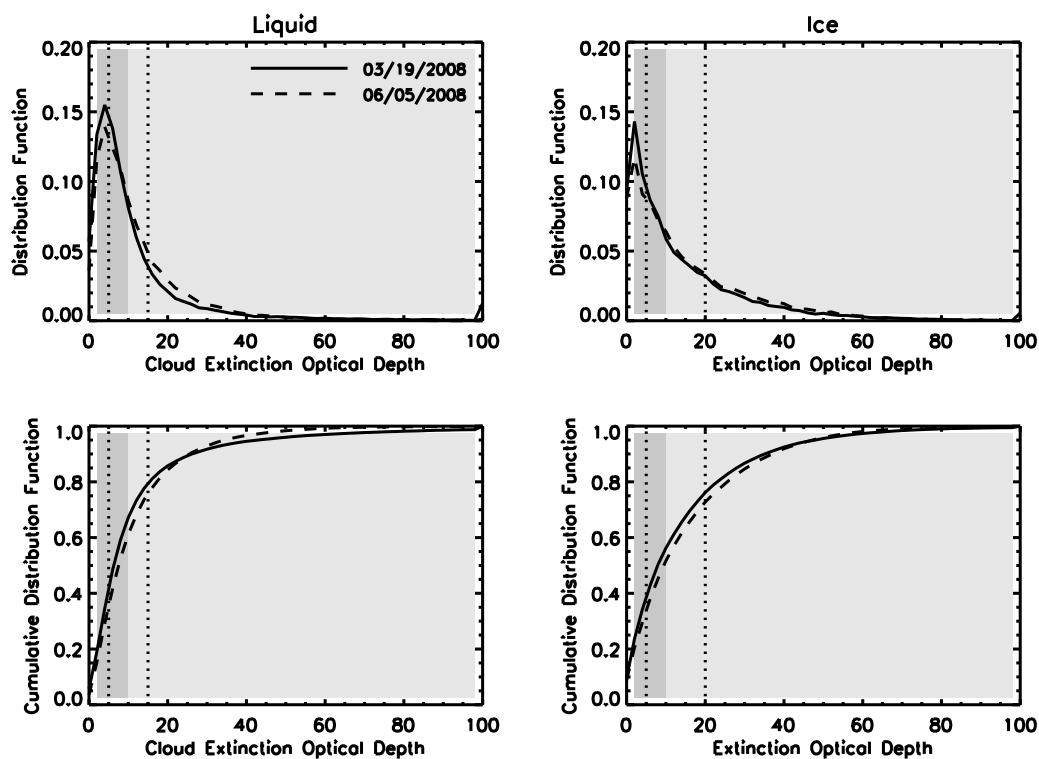 Liquid
0.20
0.15
0.10
0.05
0.00
Distribution Function
03/19/2008
06/05/2008
0 20 40 60 80 100
Cloud Extinction Optical Depth
Ice
0.20
0.15
0.10
0.05
0.00
Distribution Function
0 20 40 60 80 100
Extinction Optical Depth
1.0
0.8
0.6
0.4
0.2
0.0
Cumulative Distribution Function
0 20 40 60 80 100
Cloud Extinction Optical Depth
1.0
0.8
0.6
0.4
0.2
0.0
Cumulative Distribution Function
0 20 40 60 80 100
Extinction Optical Depth